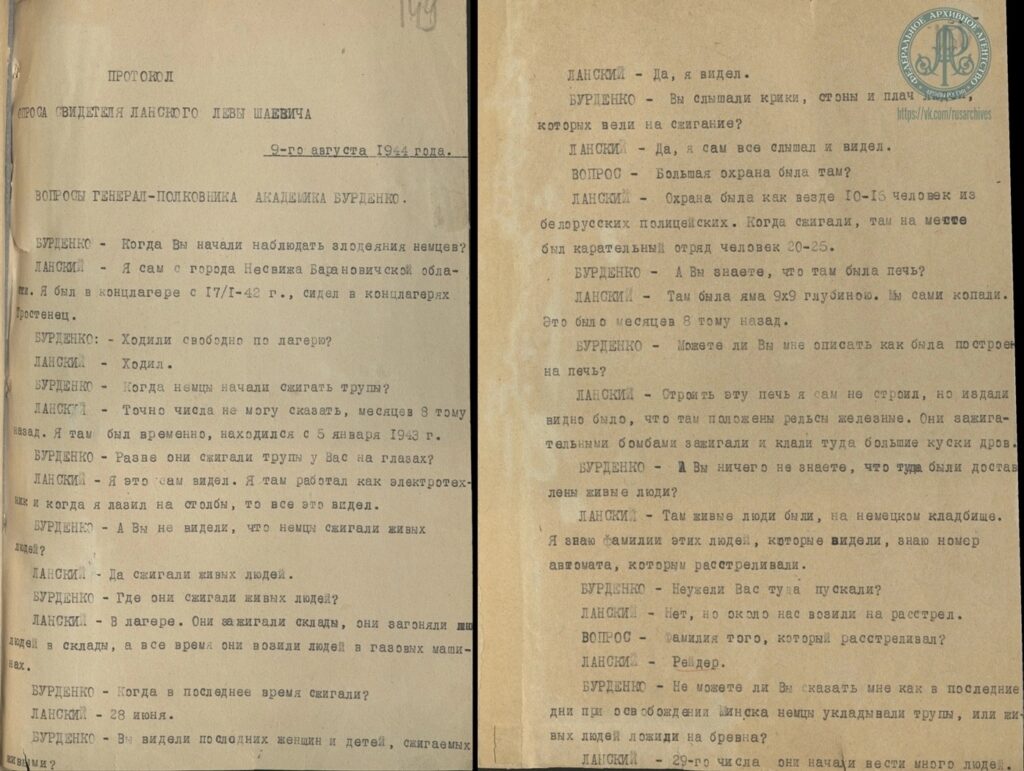 149
ПРОТОКОЛ
ОПРОСА СВИДЕТЕЛЯ ЛАНСКОГО ЛЕВЫ ШАЕВИЧА
9-го августа 1944 года.
ВОПРОСЫ ГЕНЕРАЛ-ПОЛКОВНИКА АКАДЕМИКА БУРДЕНКО.
БУРДЕНКО - Когда Вы начали наблюдать злодеяния немцев?
ЛАНСКИЙ - Я сам с города Несвижа Барановичской обла-
сти. Я был в концлагере с 17/I-42 г., сидел в концлагерях
Тростенец.
БУРДЕНКО: - Ходили свободно по лагерю?
ЛАНСКИЙ - Ходил.
БУРДЕНКО - Когда немцы начали сжигать трупы?
ЛАНСКИЙ - Точно числа не могу сказать, месяцев 8 тому
назад. Я там был временно, находился с 5 января 1943 г.
БУРДЕНКО - Разве они сжигали трупы у Вас на глазах?
ЛАНСКИЙ - Я это сам видел. Я там работал как электротех-
ник и когда я лазил на столбы, то все это видел.
БУРДЕНКО - А Вы не видели, что немцы сжигали живых
людей?
ЛАНСКИЙ - Да сжигали живых людей.
БУРДЕНКО - Где они сжигали живых людей?
ЛАНСКИЙ - В лагере. Они зажигали склады, они загоняли
людей в склады, а все время они возили людей в газовых маши-
нах.
БУРДЕНКО - Когда в последнее время сжигали?
ЛАНСКИЙ - 28 июня.
БУРДЕНКО - Вы видели последних женщин и детей, сжигаемых
живыми?
ЛАНСКИЙ - Да, я видел.
БУРДЕНКО - Вы слышали крики, стоны и плач людей,
которых вели на сжигание?
ЛАНСКИЙ - Да, я сам все слышал и видел.
ВОПРОС - Большая охрана была там?
ЛАНСКИЙ - Охрана была как везде 10-15 человек из
белорусских полицейских. Когда сжигали, там на месте
был карательный отряд человек 20-25.
БУРДЕНКО - А Вы знаете, что там была печь?
ЛАНСКИЙ - Там была яма 9х9 глубиною. Мы сами копали.
Это было месяцев 8 тому назад.
БУРДЕНКО - Можете ли Вы мне описать как была построе
на печь?
ЛАНСКИЙ - Строить эту печь я сам не строил, но издали
видно было, что там положены рельсы железные. Они зажига-
тельными бомбами зажигали и клали туда большие куски дров.
БУРДЕНКО - А Вы ничего не знаете, что туда были достав
лены живые люди?
ЛАНСКИЙ - Там живые люди были, на немецком кладбище.
Я знаю фамилии этих людей, которые видели, знаю номер
автомата, которым расстреливали.
БУРДЕНКО - Неужели Вас туда пускали?
ЛАНСКИЙ - Нет, но около нас возили на расстрел.
ВОПРОС - Фамилия того, который расстреливал?
ЛАНСКИЙ - Рейдер.
БУРДЕНКО - Не можете ли Вы сказать мне как в последние
дни при освобождении Минска немцы укладывали трупы, или жи-
вых людей ложили на бревна?
ЛАНСКИЙ - 29-го числа они начали вести много людей.
ФЕДЕРАЛЬНОЕ АРХИВНОЕ АГЕНТСТВО
АРХИВЫ РОССИИ
https://vk.com/rusarchives